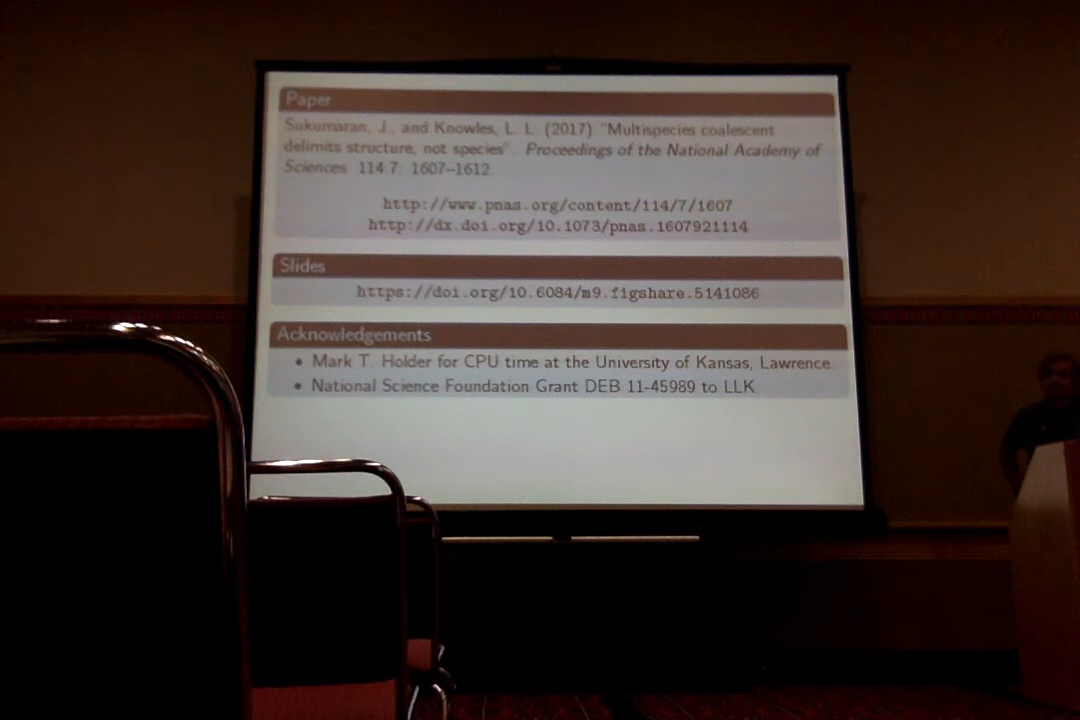 Paper
Sukumaran, J., and Knowles, L. L. (2017) "Multispecies coalescent
delimits structure, not species". Proceedings of the National Academy of
Sciences. 114.7: 1607–1612.
http://www.pnas.org/content/114/7/1607
http://dx.doi.org/10.1073/pnas.1607921114
Slides
https://doi.org/10.6084/m9.figshare.5141086
Acknowledgements
• Mark T. Holder for CPU time at the University of Kansas, Lawrence.
• National Science Foundation Grant DEB 11-45989 to LLK.